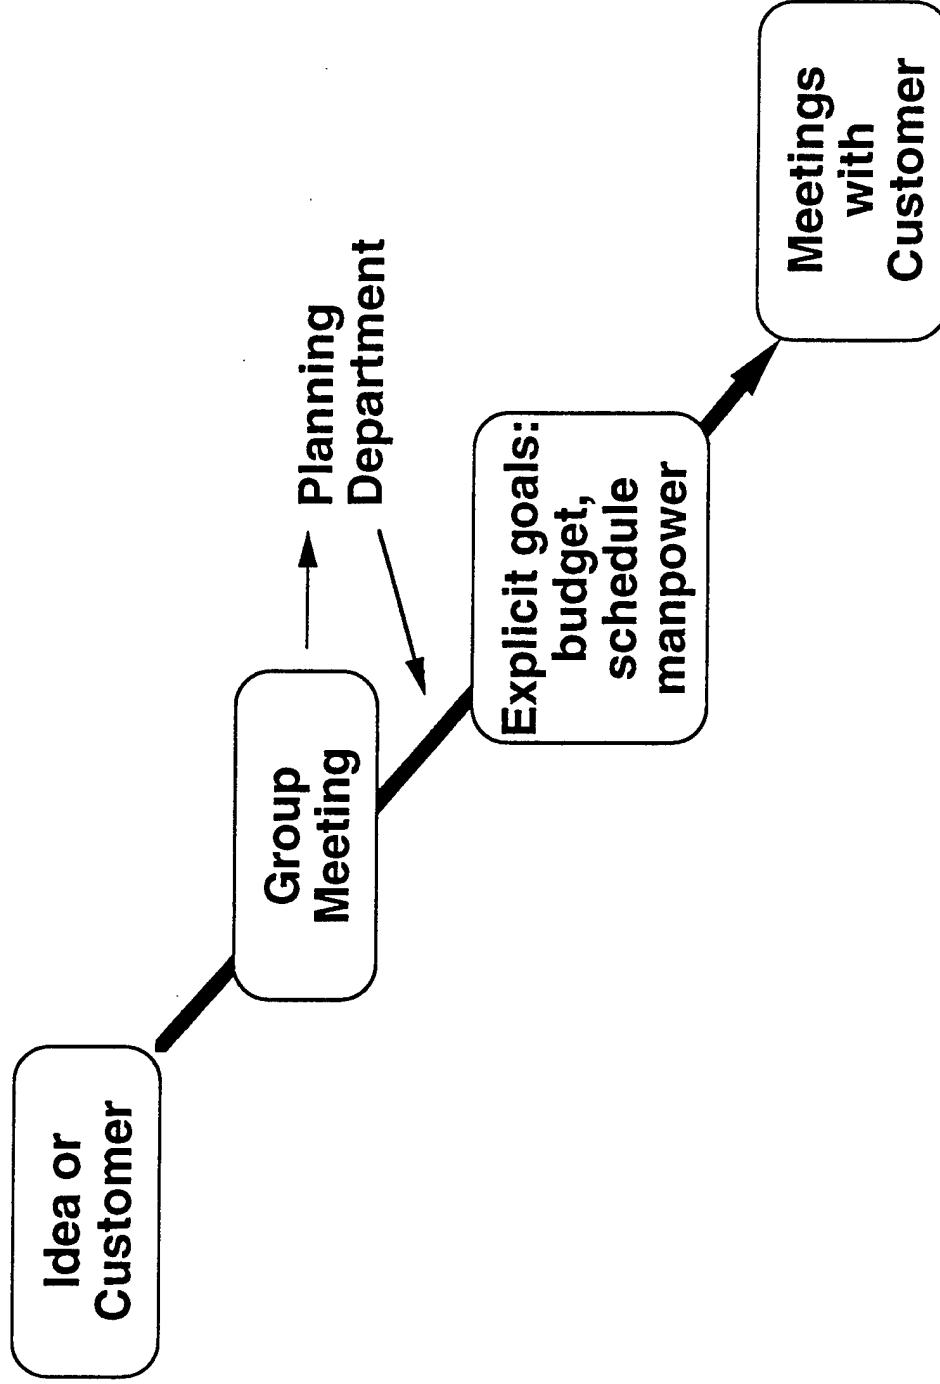 Idea or
Customer
Group
Meeting
Planning
Department
Explicit goals:
budget,
schedule
manpower
Meetings
with
Customer